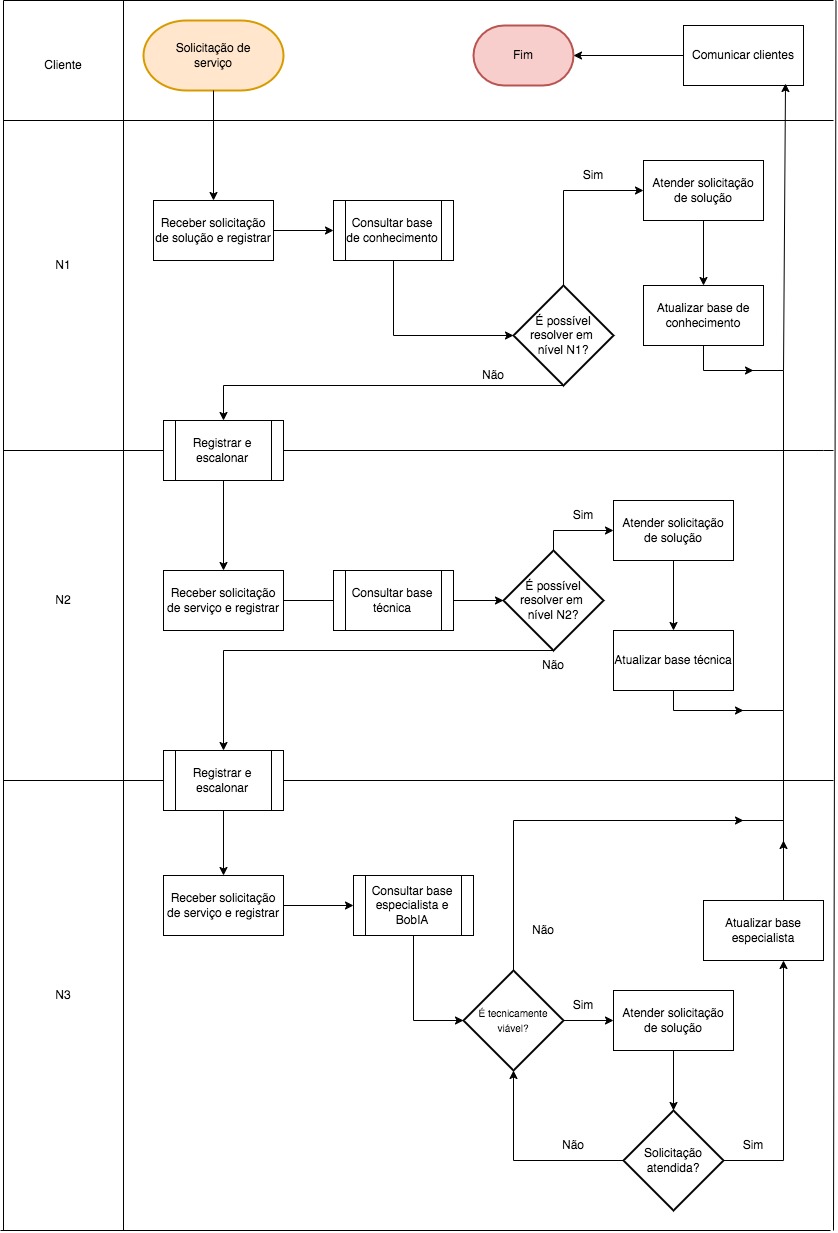 Cliente
Solicitação de
serviço
Fim
Comunicar clientes
N1
Receber solicitação
de solução e registrar
Consultar base
de conhecimento
É possível
resolver em
nível N1?
Sim
Atender solicitação
de solução
Atualizar base de
conhecimento
Não
Registrar e
escalonar
N2
Receber solicitação
de serviço e registrar
Consultar base
técnica
É possível
resolver em
nível N2?
Sim
Atender solicitação
de solução
Atualizar base técnica
Não
Registrar e
escalonar
N3
Receber solicitação
de serviço e registrar
Consultar base
especialista e
BobIA
É tecnicamente
viável?
Não
Sim
Atender solicitação
de solução
Solicitação
atendida?
Não
Sim
Atualizar base
especialista